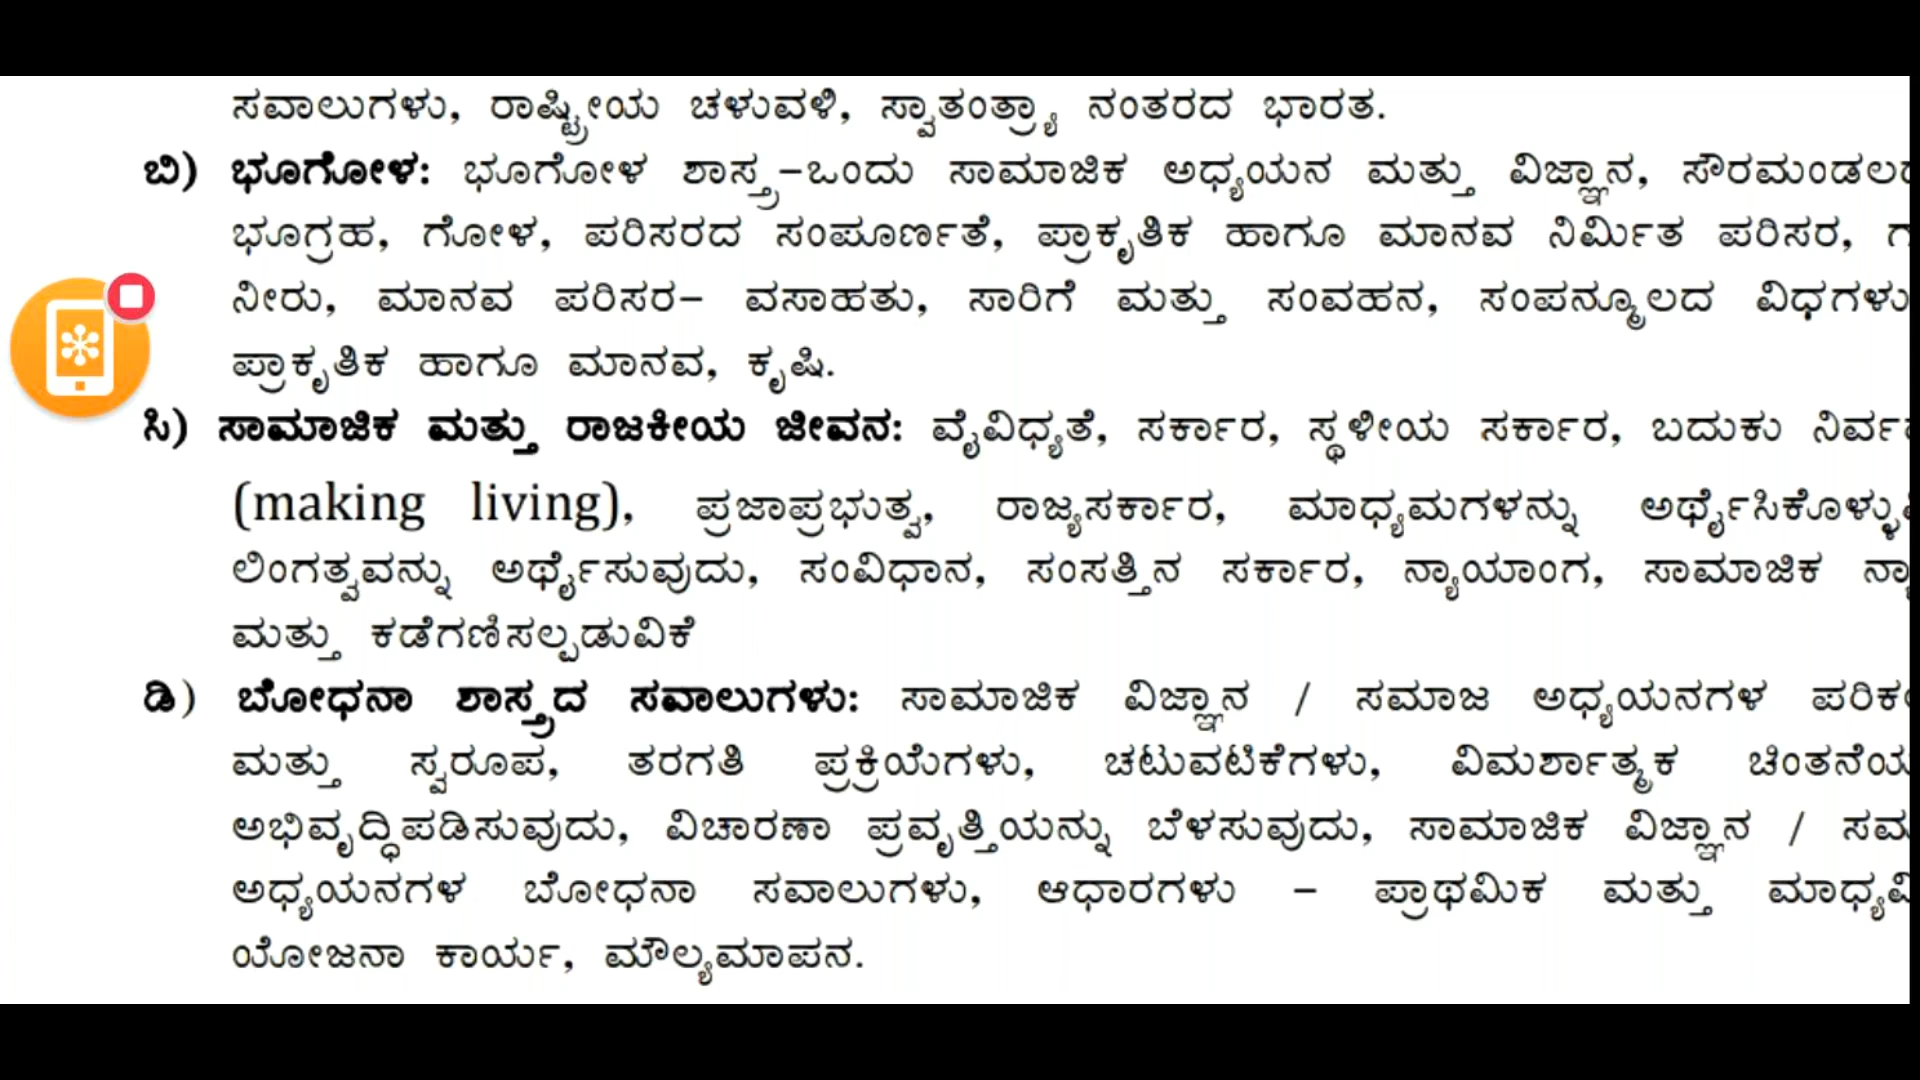 ಸವಾಲುಗಳು, ರಾಷ್ಟ್ರೀಯ ಚಳುವಳಿ, ಸ್ವಾತಂತ್ರ್ಯಾ ನಂತರದ ಭಾರತ.
ಬಿ) ಭೂಗೋಳ: ಭೂಗೋಳ ಶಾಸ್ತ್ರ–ಒಂದು ಸಾಮಾಜಿಕ ಅಧ್ಯಯನ ಮತ್ತು ವಿಜ್ಞಾನ,
ಭೂಗ್ರಹ, ಗೋಳ, ಪರಿಸರದ ಸಂಪೂರ್ಣತೆ, ಪ್ರಾಕೃತಿಕ ಹಾಗೂ ಮಾನವ ನಿರ್ಮಿತ ಪರಿಸರ,
ನೀರು, ಮಾನವ ಪರಿಸರ– ವಸಾಹತು, ಸಾರಿಗೆ ಮತ್ತು ಸಂವಹನ, ಸಂಪನ್ಮೂಲದ ವಿಧಗಳು
ಪ್ರಾಕೃತಿಕ ಹಾಗೂ ಮಾನವ, ಕೃಷಿ.
ಸಿ) ಸಾಮಾಜಿಕ ಮತ್ತು ರಾಜಕೀಯ ಜೀವನ: ವೈವಿಧ್ಯತೆ, ಸರ್ಕಾರ, ಸ್ಥಳೀಯ ಸರ್ಕಾರ, ಬದುಕು
(making living), ಪ್ರಜಾಪ್ರಭುತ್ವ, ರಾಜ್ಯಸರ್ಕಾರ, ಮಾಧ್ಯಮಗಳನ್ನು
ಲಿಂಗತ್ವವನ್ನು ಅರ್ಥೈಸುವುದು, ಸಂವಿಧಾನ, ಸಂಸತ್ತಿನ ಸರ್ಕಾರ, ನ್ಯಾಯಾಂಗ, ಸಾಮಾಜಿಕ
ಮತ್ತು ಕಡೆಗಣಿಸಲ್ಪಡುವಿಕೆ
ಡಿ) ಬೋಧನಾ ಶಾಸ್ತ್ರದ ಸವಾಲುಗಳು: ಸಾಮಾಜಿಕ ವಿಜ್ಞಾನ / ಸಮಾಜ ಅಧ್ಯಯನಗಳ
ಮತ್ತು ಸ್ವರೂಪ, ತರಗತಿ ಪ್ರಕ್ರಿಯೆಗಳು, ಚಟುವಟಿಕೆಗಳು, ವಿಮರ್ಶಾತ್ಮಕ
ಅಭಿವೃದ್ಧಿಪಡಿಸುವುದು, ವಿಚಾರಣಾ ಪ್ರವೃತ್ತಿಯನ್ನು ಬೆಳಸುವುದು, ಸಾಮಾಜಿಕ ವಿಜ್ಞಾನ /
ಅಧ್ಯಯನಗಳ ಬೋಧನಾ ಸವಾಲುಗಳು, ಆಧಾರಗಳು – ಪ್ರಾಥಮಿಕ ಮತ್ತು
ಯೋಜನಾ ಕಾರ್ಯ, ಮೌಲ್ಯಮಾಪನ.